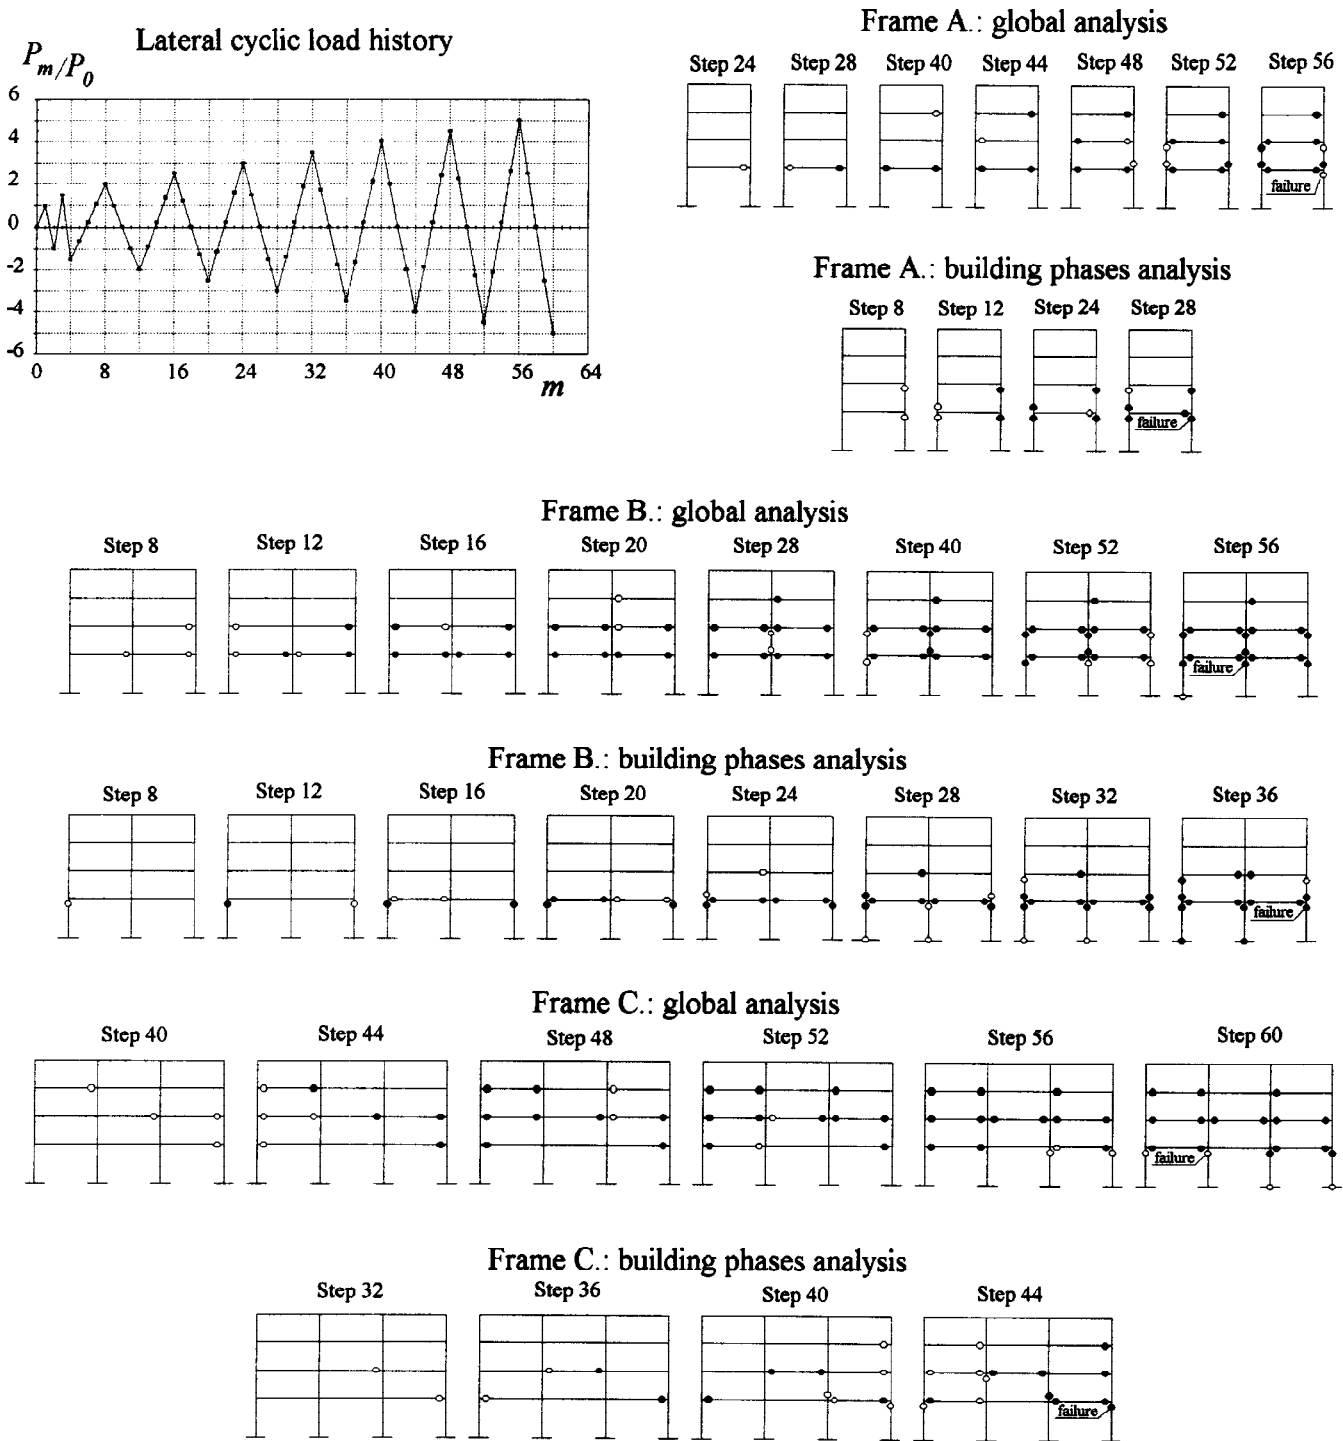 Lateral cyclic load history
P_m/P_0
6
4
2
0
-2
-4
-6
0 8 16 24 32 40 48 56 64
m
Frame A.: global analysis
Step 24 Step 28 Step 40 Step 44 Step 48 Step 52 Step 56
failure
Frame A.: building phases analysis
Step 8 Step 12 Step 24 Step 28
failure
Frame B.: global analysis
Step 8 Step 12 Step 16 Step 20 Step 28 Step 40 Step 52 Step 56
failure
Frame B.: building phases analysis
Step 8 Step 12 Step 16 Step 20 Step 24 Step 28 Step 32 Step 36
failure
Frame C.: global analysis
Step 40 Step 44 Step 48 Step 52 Step 56 Step 60
failure
Frame C.: building phases analysis
Step 32 Step 36 Step 40 Step 44
failure